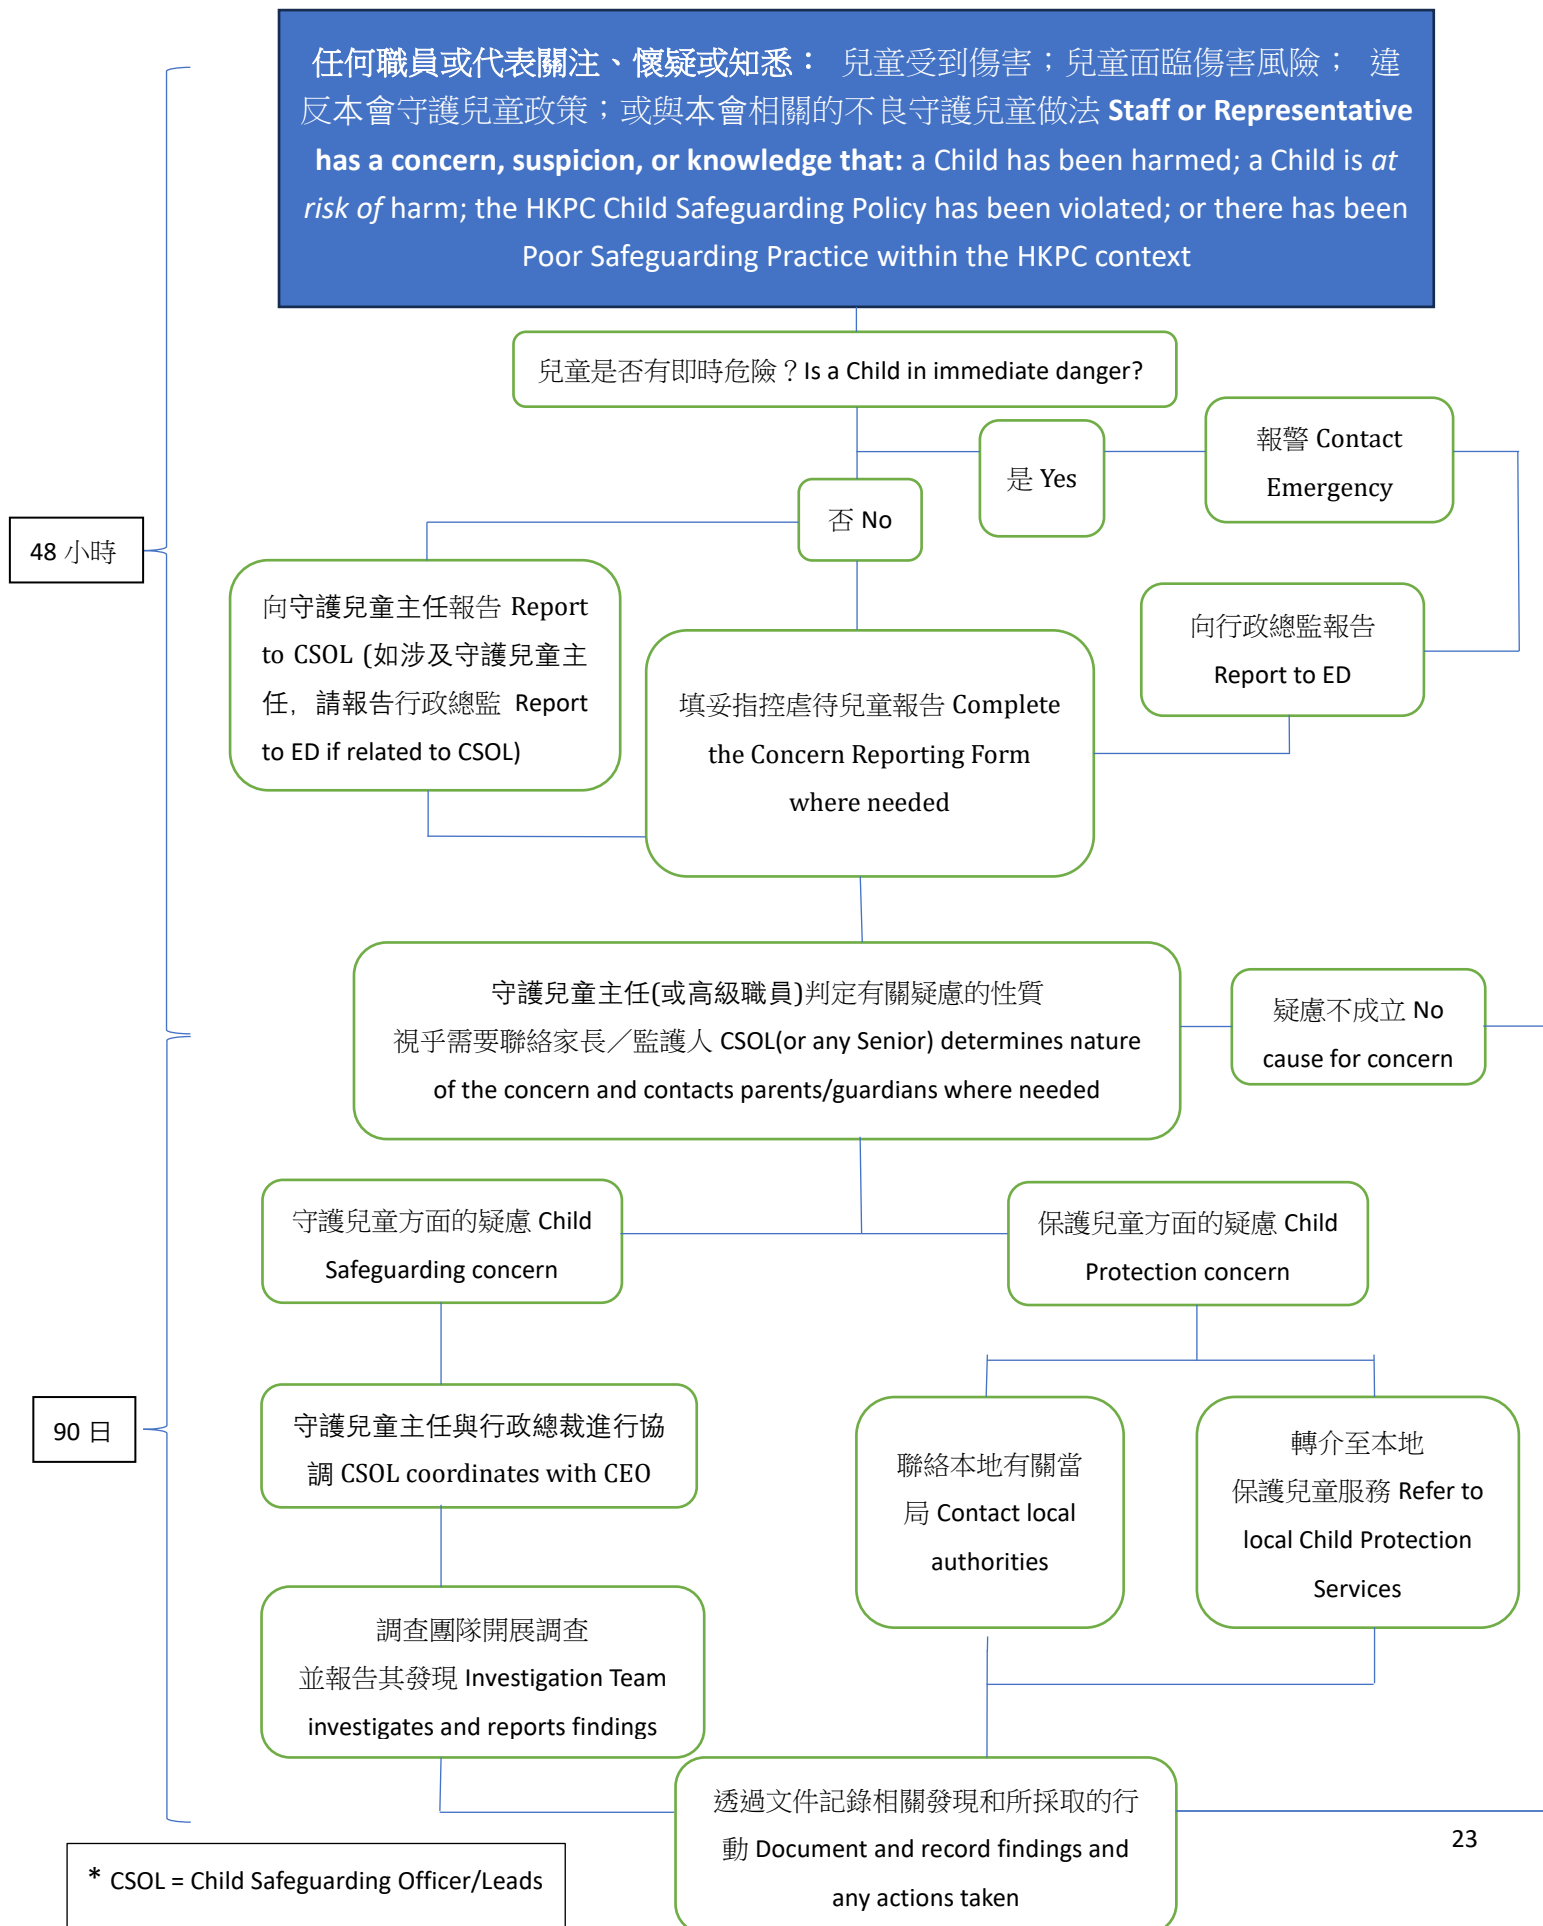 任何職員或代表關注、懷疑或知悉： 兒童受到傷害；兒童面臨傷害風險； 違
反本會守護兒童政策；或與本會相關的不良守護兒童做法 Staff or Representative
has a concern, suspicion, or knowledge that: a Child has been harmed; a Child is at
risk of harm; the HKPC Child Safeguarding Policy has been violated; or there has been
Poor Safeguarding Practice within the HKPC context
兒童是否有即時危險？Is a Child in immediate danger?
是 Yes
報警 Contact
Emergency
否 No
48 小時
向守護兒童主任報告 Report
to CSOL (如涉及守護兒童主
任，請報告行政總監 Report
to ED if related to CSOL)
向行政總監報告
Report to ED
填妥指控虐待兒童報告 Complete
the Concern Reporting Form
where needed
守護兒童主任(或高級職員)判定有關疑慮的性質
視乎需要聯絡家長／監護人 CSOL(or any Senior) determines nature
of the concern and contacts parents/guardians where needed
疑慮不成立 No
cause for concern
守護兒童方面的疑慮 Child
Safeguarding concern
保護兒童方面的疑慮 Child
Protection concern
90 日
守護兒童主任與行政總裁進行協
調 CSOL coordinates with CEO
聯絡本地有關當
局 Contact local
authorities
轉介至本地
保護兒童服務 Refer to
local Child Protection
Services
調查團隊開展調查
並報告其發現 Investigation Team
investigates and reports findings
透過文件記錄相關發現和所採取的行
動 Document and record findings and
any actions taken
23
* CSOL = Child Safeguarding Officer/Leads